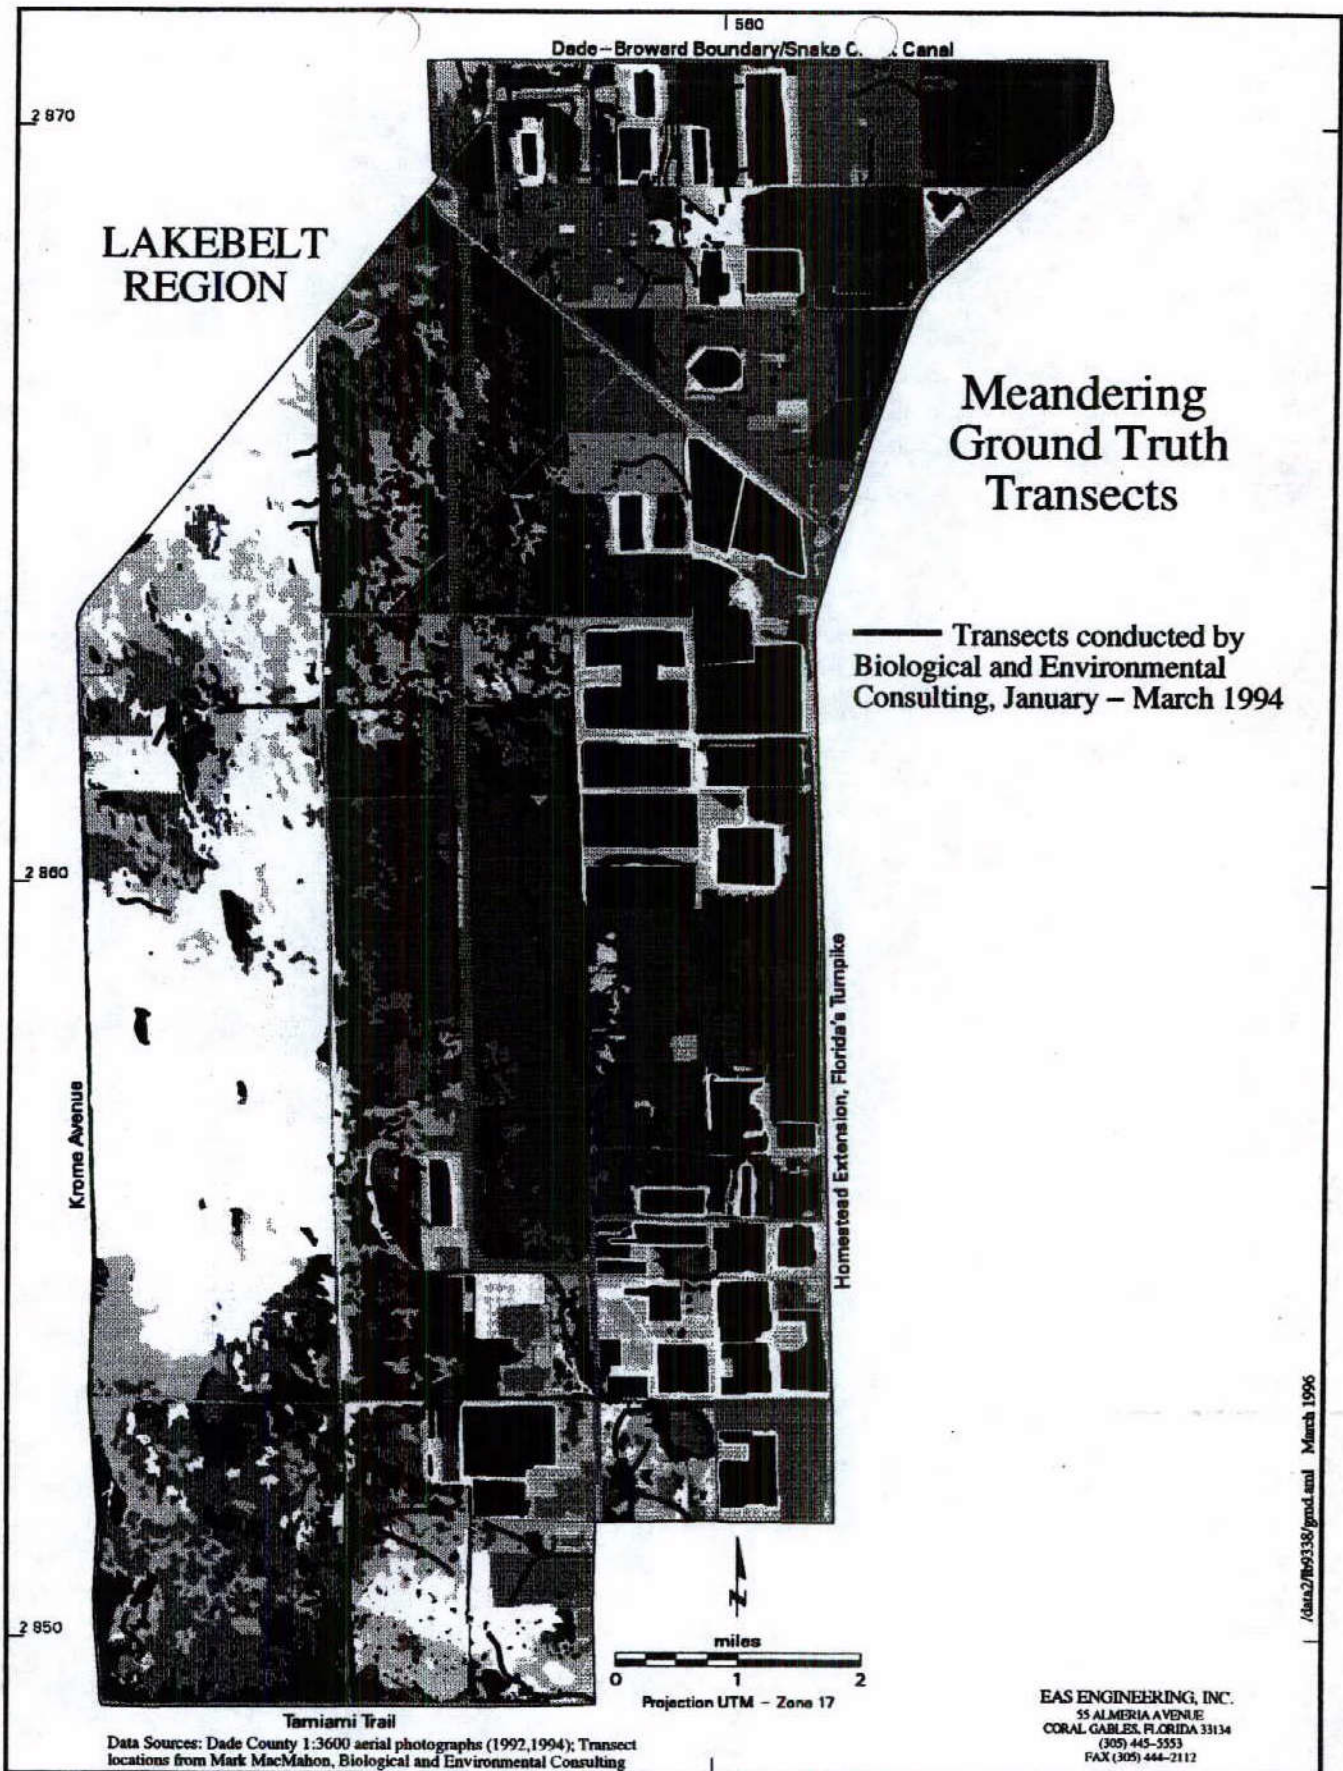 560
Dade-Broward Boundary/Snake Canal
2 870
LAKEBELT
REGION
Meandering
Ground Truth
Transects
Transects conducted by
Biological and Environmental
Consulting, January – March 1994
2 860
Krome Avenue
Homestead Extension, Florida's Turnpike
2 850
N
miles
0 1 2
Projection UTM - Zone 17
Tamiami Trail
Data Sources: Dade County 1:3600 aerial photographs (1992,1994); Transect
locations from Mark MacMahon, Biological and Environmental Consulting
EAS ENGINEERING, INC.
55 ALMERIA AVENUE
CORAL GABLES, FLORIDA 33134
(305) 445-5553
FAX (305) 444-2112
/data2/lb9338/grnd.aml March 1996